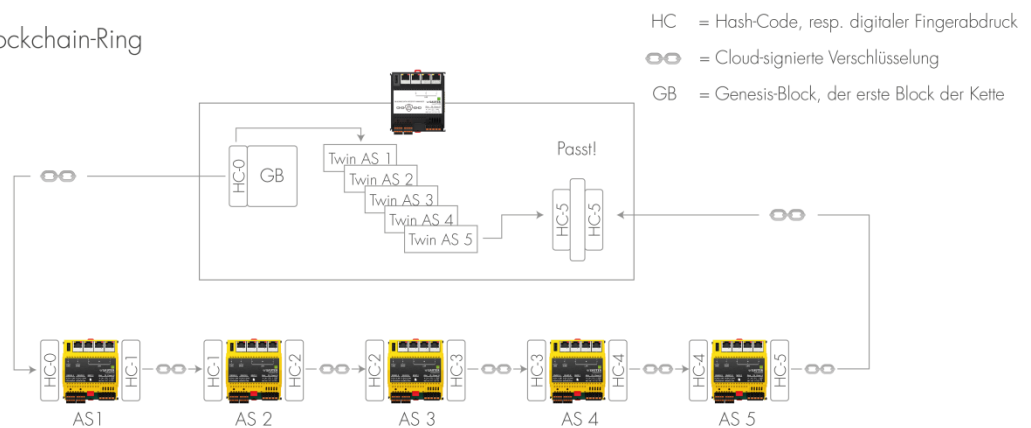 ockchain-Ring
HC = Hash-Code, resp. digitaler Fingerabdruck
= Cloud-signierte Verschlüsselung
GB = Genesis-Block, der erste Block der Kette
HC-0
GB
Twin AS 1
Twin AS 2
Twin AS 3
Twin AS 4
Twin AS 5
Passt!
HC-5
HC-5
HC-0
HC-1
HC-1
HC-2
HC-2
HC-3
HC-3
HC-4
HC-4
HC-5
AS1
AS 2
AS 3
AS 4
AS 5